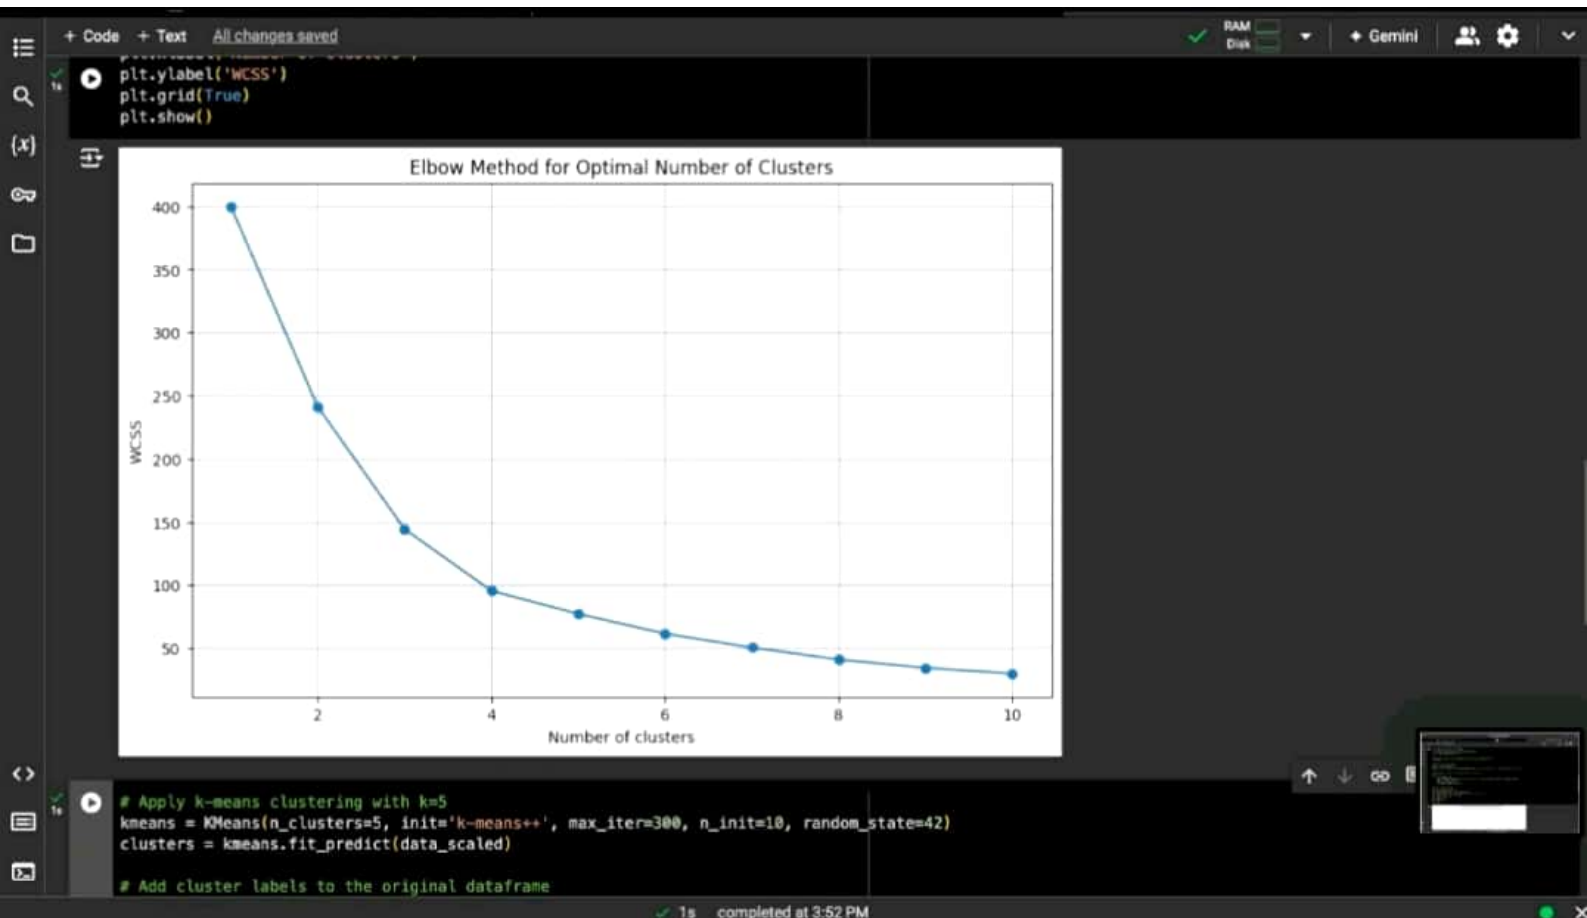 + Code + Text All changes saved
RAM
Disk
Gemini
plt.ylabel('WCSS')
plt.grid(True)
plt.show()
1s
{x}
Elbow Method for Optimal Number of Clusters
400
350
300
250
200
150
100
50
WCSS
2 4 6 8 10
Number of clusters
1s
# Apply k-means clustering with k=5
kmeans = KMeans(n_clusters=5, init='k-means++', max_iter=300, n_init=10, random_state=42)
clusters = kmeans.fit_predict(data_scaled)
# Add cluster labels to the original dataframe
1s completed at 3:52 PM